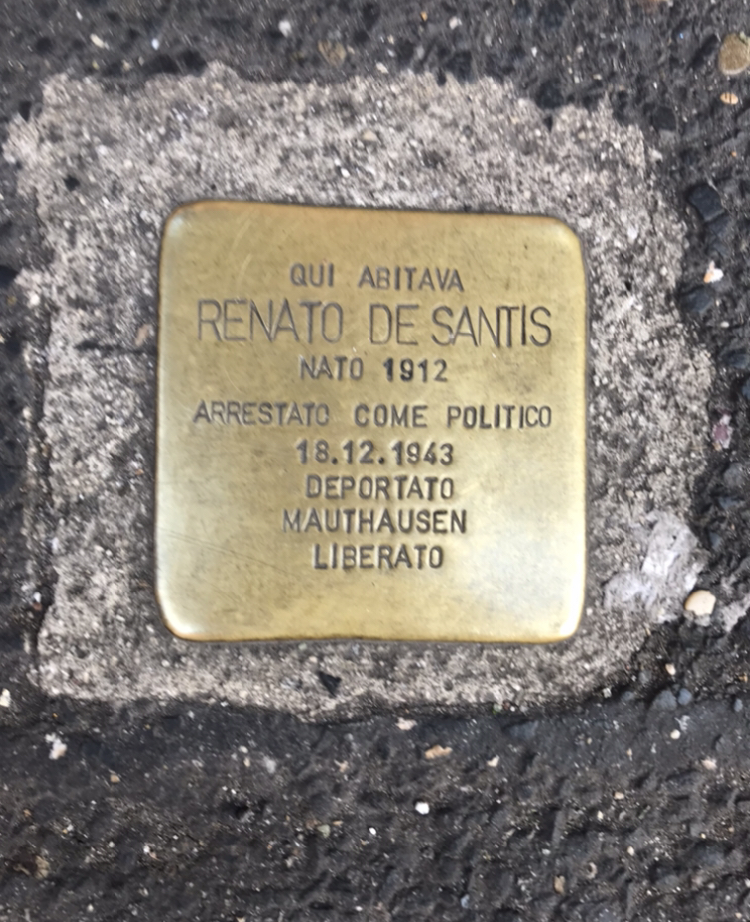 QUI ABITAVA
RENATO DE SANTIS
NATO 1912
ARRESTATO COME POLITICO
18.12.1943
DEPORTATO
MAUTHAUSEN
LIBERATO